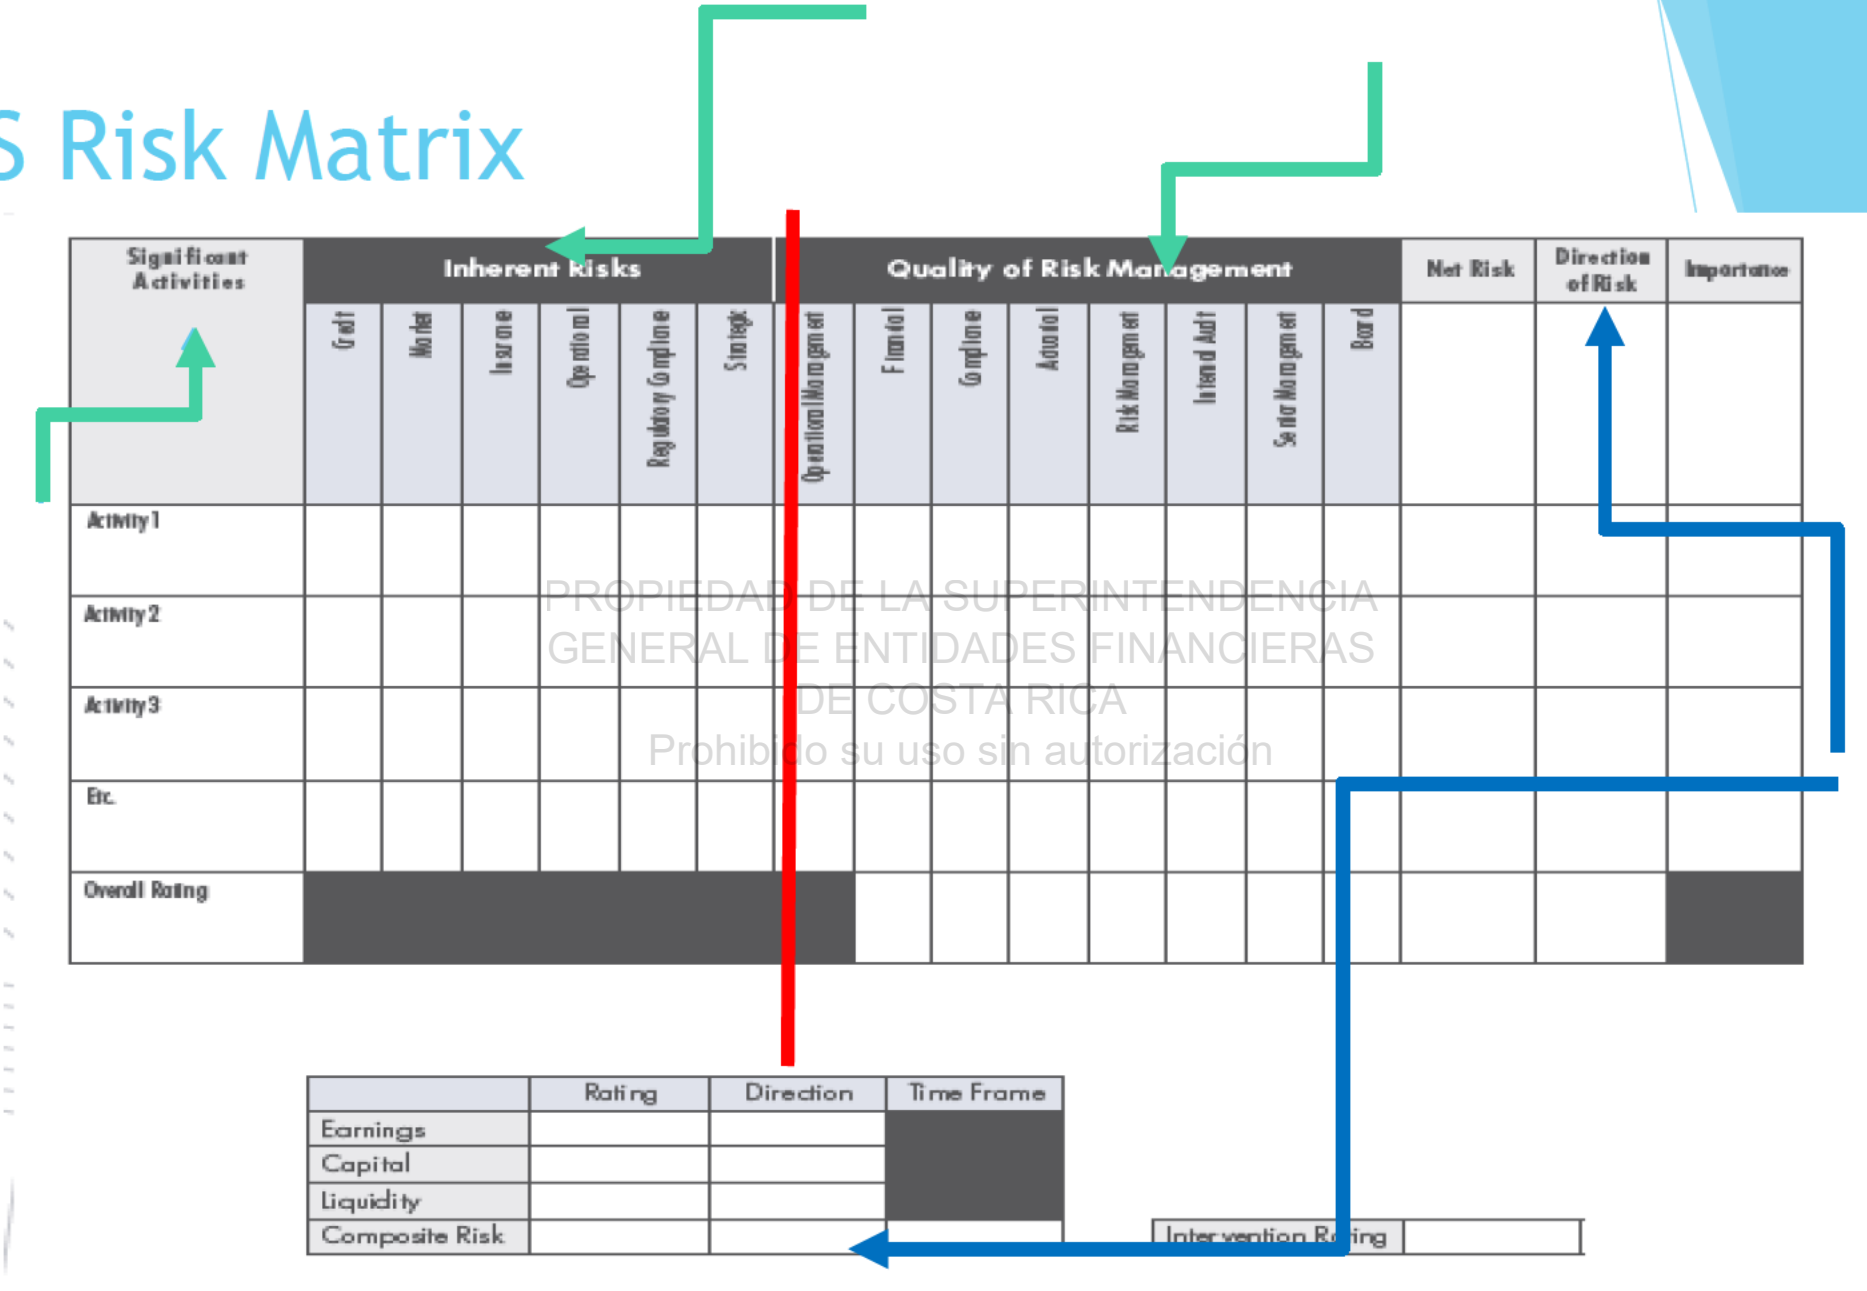 S Risk Matrix
Significant
Activities
Inherent Risks
Quality of Risk Management
Net Risk
Direction
of Risk
Importance
Credit
Market
Insurance
Operational
Regulatory Compliance
Strategic
Operational Management
Financial
Compliance
Actuarial
Risk Management
Internal Audit
Senior Management
Board
Activity 1
Activity 2
Activity 3
Etc.
Overall Rating
PROPIEDAD DE LA SUPERINTENDENCIA
GENERAL DE ENTIDADES FINANCIERAS
DE COSTA RICA
Prohibido su uso sin autorización
Rating
Direction
Time Frame
Earnings
Capital
Liquidity
Composite Risk
Intervention Rating